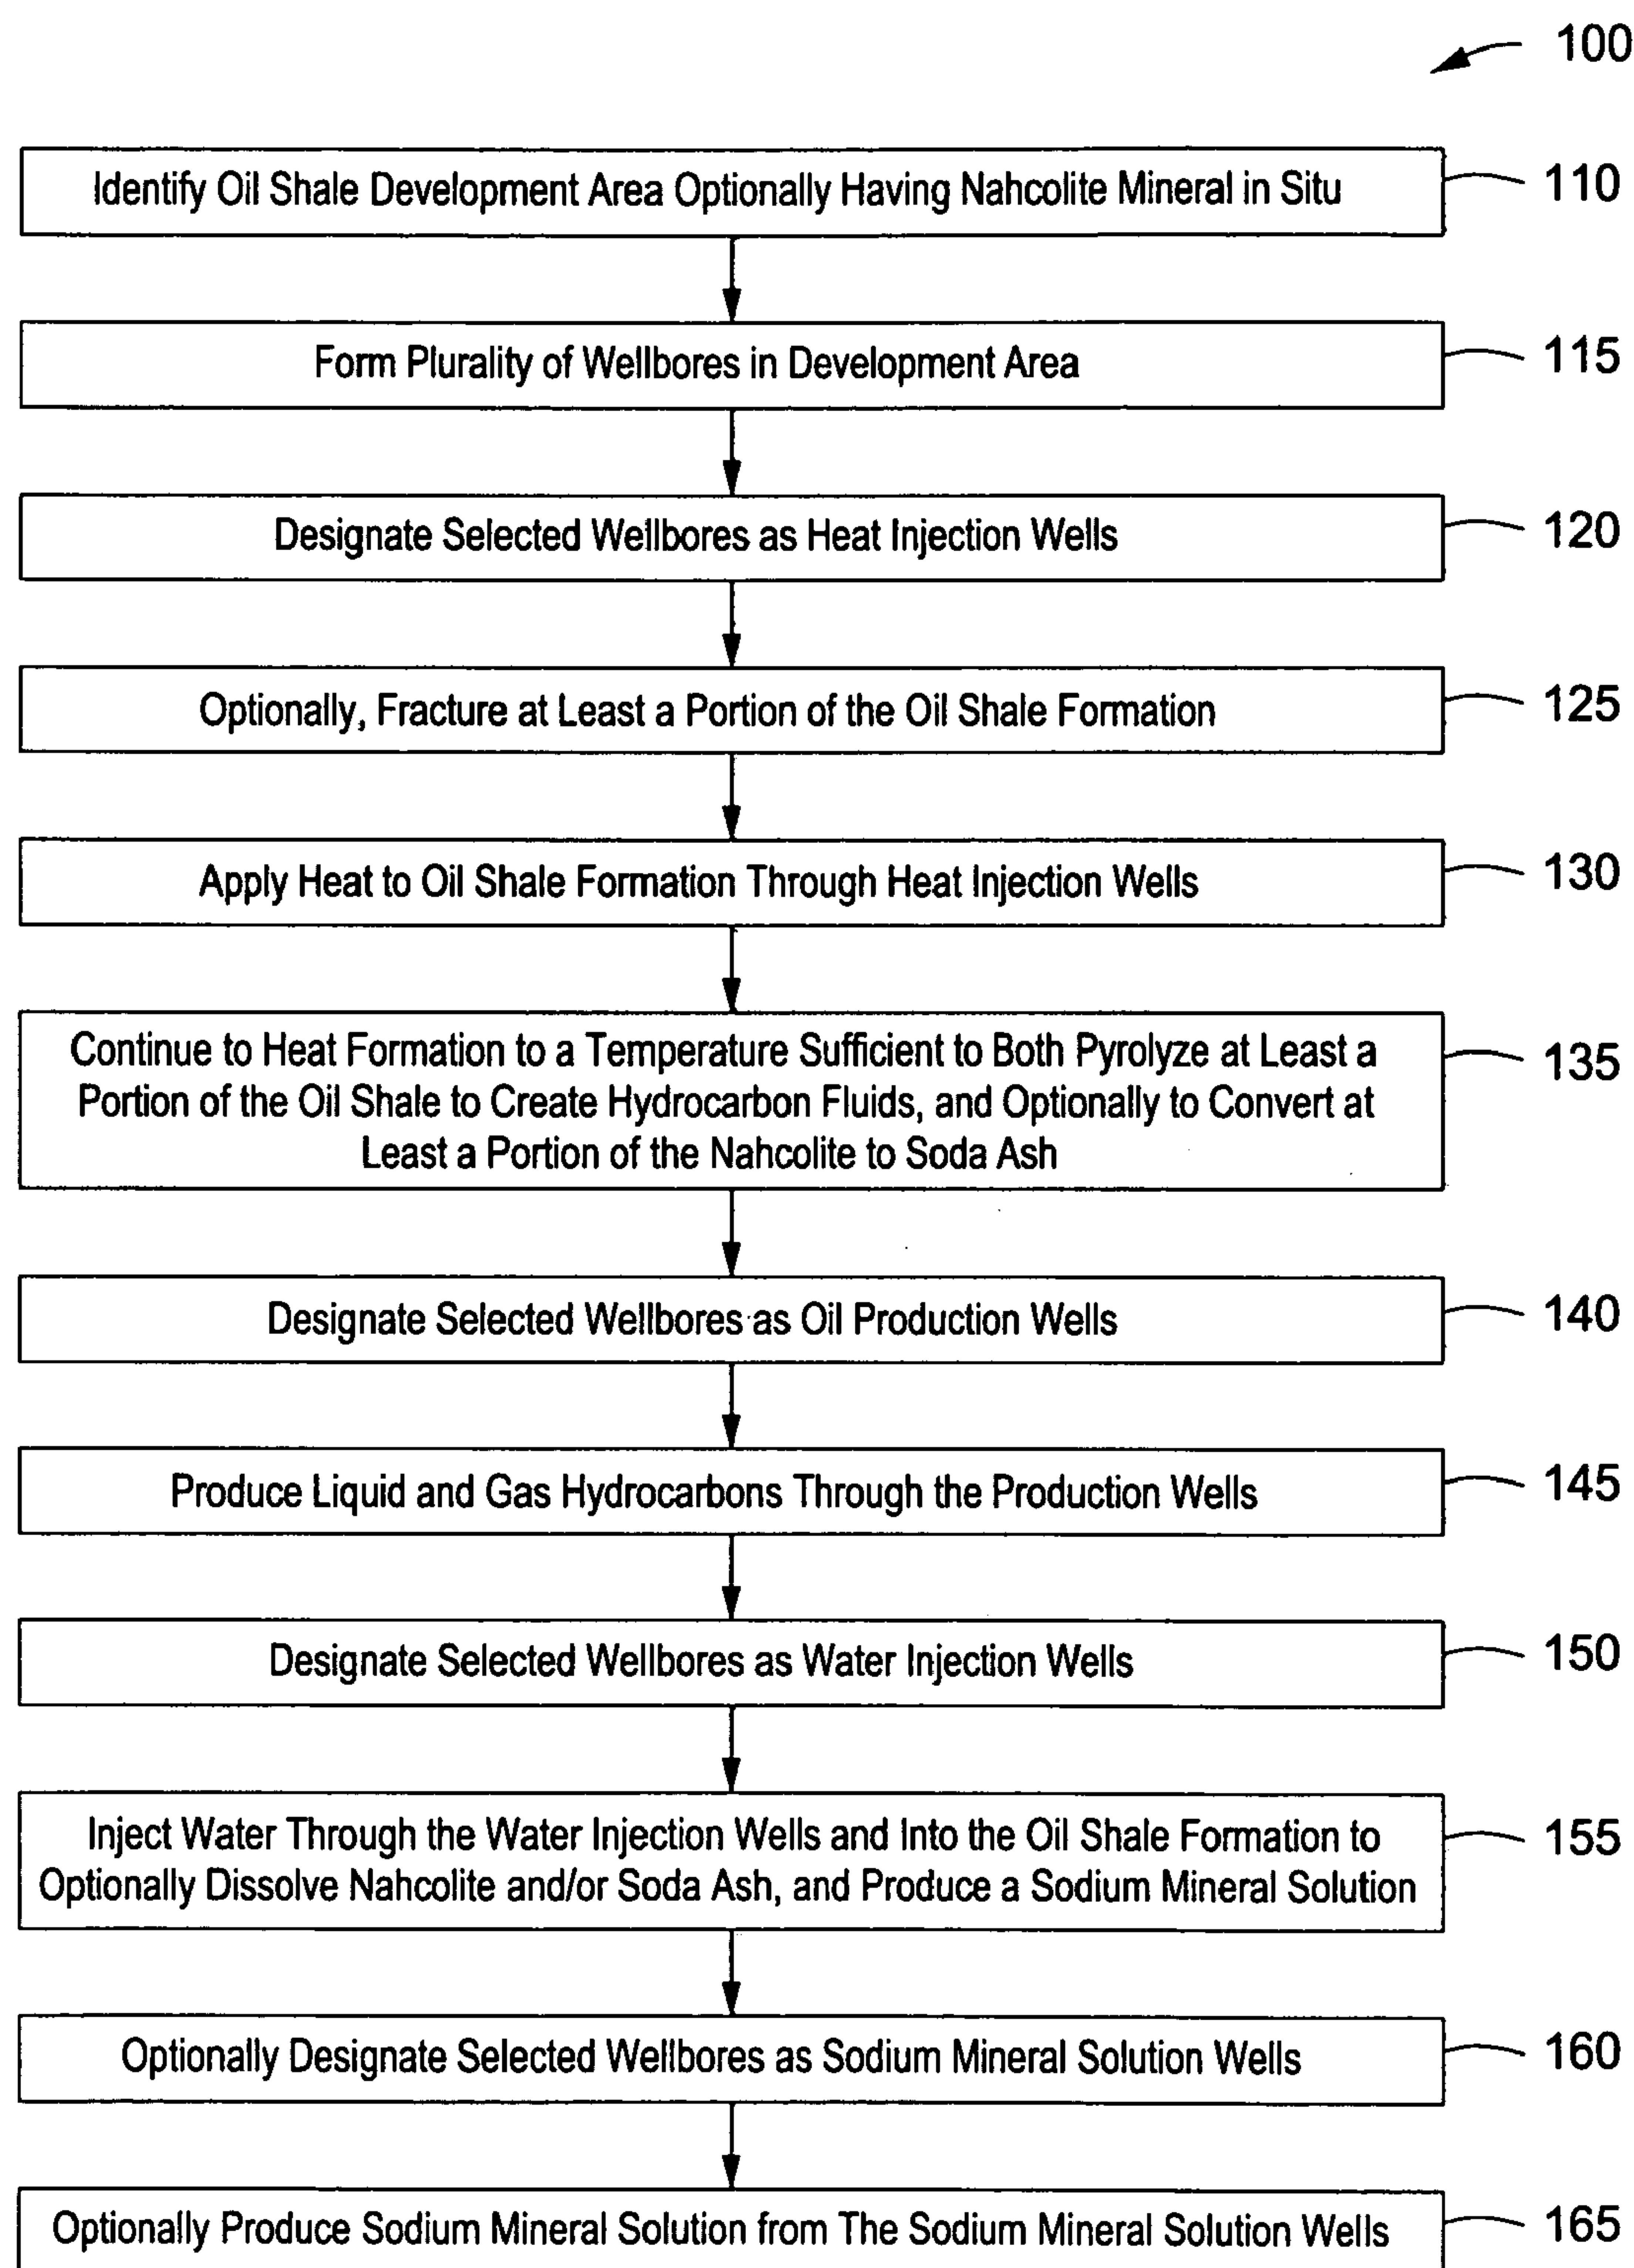 100
Identify Oil Shale Development Area Optionally Having Nahcolite Mineral in Situ
110
Form Plurality of Wellbores in Development Area
115
Designate Selected Wellbores as Heat Injection Wells
120
Optionally, Fracture at Least a Portion of the Oil Shale Formation
125
Apply Heat to Oil Shale Formation Through Heat Injection Wells
130
Continue to Heat Formation to a Temperature Sufficient to Both Pyrolyze at Least a
Portion of the Oil Shale to Create Hydrocarbon Fluids, and Optionally to Convert at
Least a Portion of the Nahcolite to Soda Ash
135
Designate Selected Wellbores as Oil Production Wells
140
Produce Liquid and Gas Hydrocarbons Through the Production Wells
145
Designate Selected Wellbores as Water Injection Wells
150
Inject Water Through the Water Injection Wells and Into the Oil Shale Formation to
Optionally Dissolve Nahcolite and/or Soda Ash, and Produce a Sodium Mineral Solution
155
Optionally Designate Selected Wellbores as Sodium Mineral Solution Wells
160
Optionally Produce Sodium Mineral Solution from The Sodium Mineral Solution Wells
165